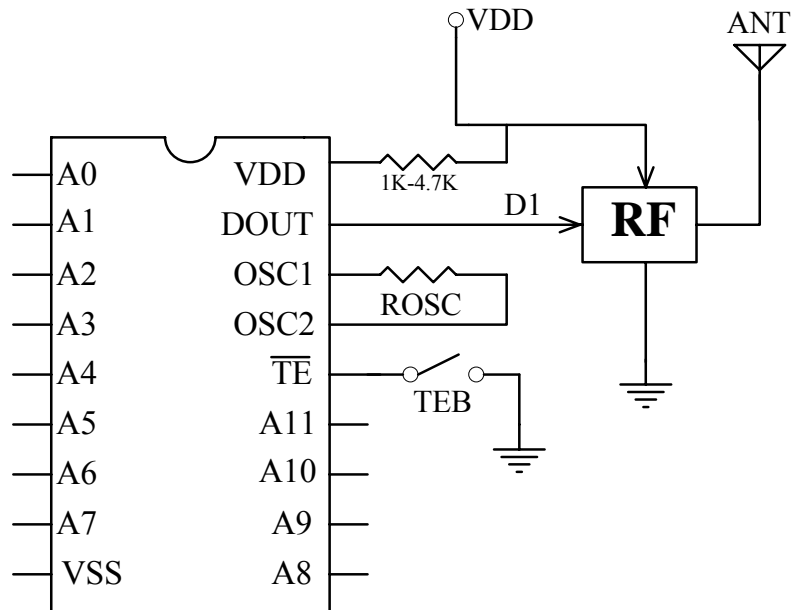 VDD
ANT
A0
VDD
1K-4.7K
A1
DOUT
D1
RF
A2
OSC1
ROSC
A3
OSC2
A4
TE
TEB
A5
A11
A6
A10
A7
A9
VSS
A8